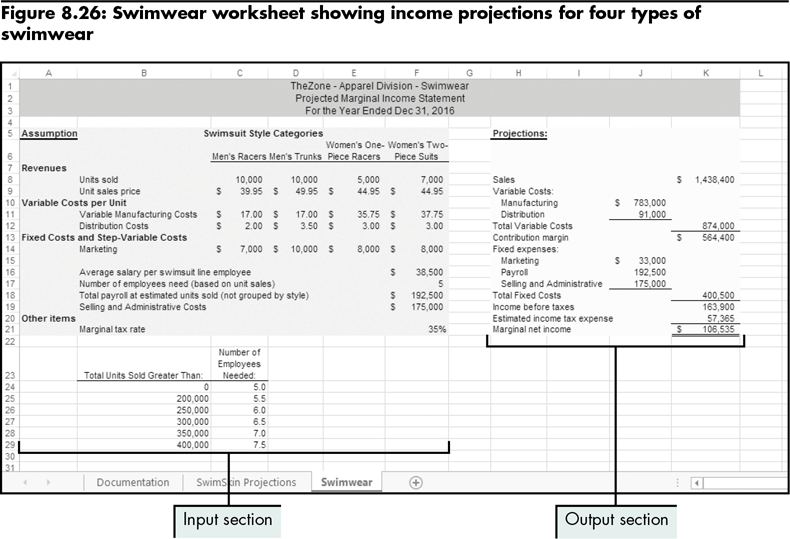 Figure 8.26: Swimwear worksheet showing income projections for four types of
swimwear
A B C D E F G H I J K L
1 TheZone - Apparel Division - Swimwear
2 Projected Marginal Income Statement
3 For the Year Ended Dec 31, 2016
4
5 Assumption Swimsuit Style Categories Projections:
Women's One- Women's Two-
6 Men's Racers Men's Trunks Piece Racers Piece Suits
7 Revenues
8 Units sold 10,000 10,000 5,000 7,000 Sales $ 1,438,400
9 Unit sales price $ 39.95 $ 49.95 $ 44.95 $ 44.95 Variable Costs:
10 Variable Costs per Unit Manufacturing $ 783,000
11 Variable Manufacturing Costs $ 17.00 $ 17.00 $ 35.75 $ 37.75 Distribution 91,000
12 Distribution Costs $ 2.00 $ 3.50 $ 3.00 $ 3.00 Total Variable Costs 874,000
13 Fixed Costs and Step-Variable Costs Contribution margin $ 564,400
14 Marketing $ 7,000 $ 10,000 $ 8,000 $ 8,000 Fixed expenses:
15 Marketing $ 33,000
16 Average salary per swimsuit line employee $ 38,500 Payroll 192,500
17 Number of employees need (based on unit sales) 5 Selling and Administrative 175,000
18 Total payroll at estimated units sold (not grouped by style) $ 192,500 Total Fixed Costs 400,500
19 Selling and Administrative Costs $ 175,000 Income before taxes 163,900
20 Other items Estimated income tax expense 57,365
21 Marginal tax rate 35% Marginal net income $ 106,535
22
Number of
Employees
23 Total Units Sold Greater Than: Needed:
24 0 5.0
25 200,000 5.5
26 250,000 6.0
27 300,000 6.5
28 350,000 7.0
29 400,000 7.5
30
31
Documentation SwimSkin Projections Swimwear
Input section Output section